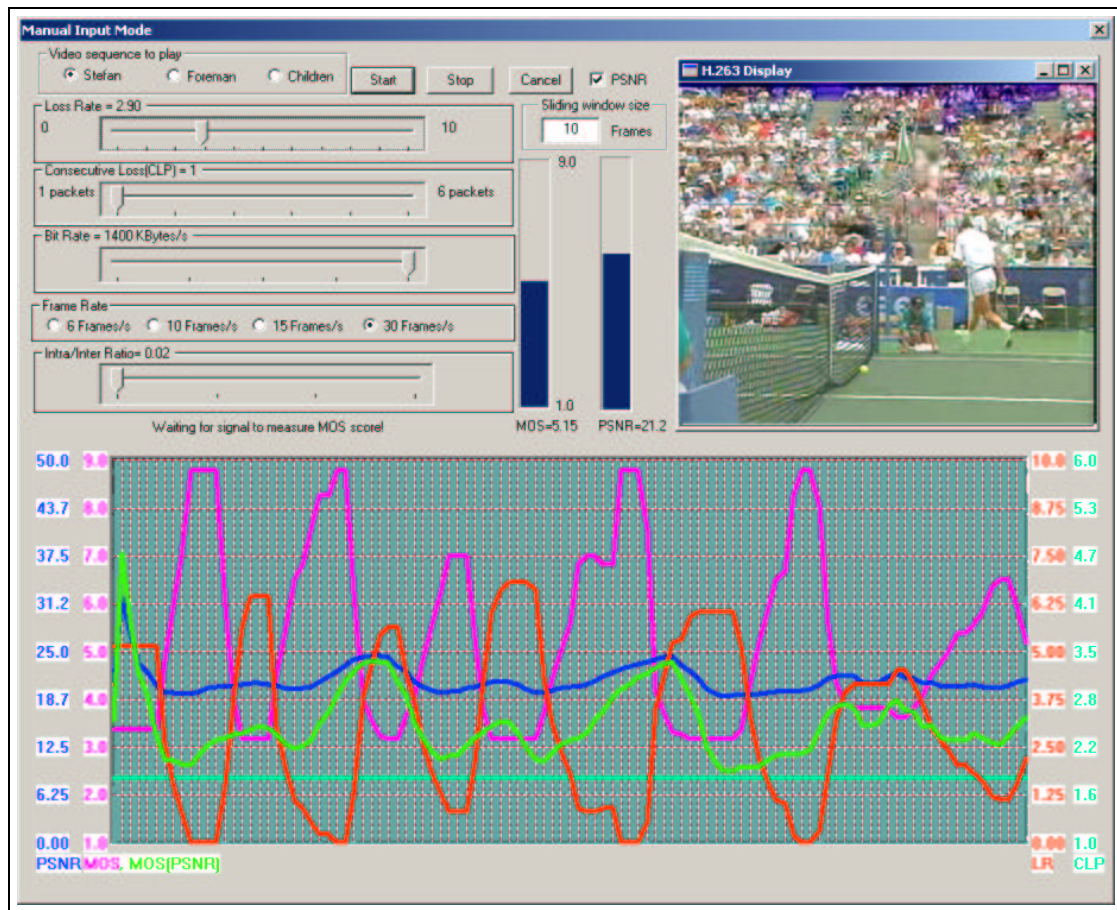 Manual Input Mode
Video sequence to play
Stefan Foreman Children Start Stop Cancel PSNR
H.263 Display
Loss Rate = 2.90
0 10
Sliding window size
10 Frames
Consecutive Loss(CLP) = 1
1 packets 6 packets
9.0
Bit Rate = 1400 KBytes/s
Frame Rate
6 Frames/s 10 Frames/s 15 Frames/s 30 Frames/s
Intra/Inter Ratio= 0.02
1.0
Waiting for signal to measure MOS score!
MOS=5.15 PSNR=21.2
50.0 9.0 10.0 6.0
43.7 8.0 8.75 5.3
37.5 7.0 7.50 4.7
31.2 6.0 6.25 4.1
25.0 5.0 5.00 3.5
18.7 4.0 3.75 2.8
12.5 3.0 2.50 2.2
6.25 2.0 1.25 1.6
0.00 1.0 0.00 1.0
PSNR MOS, MOS(PSNR) LR CLP